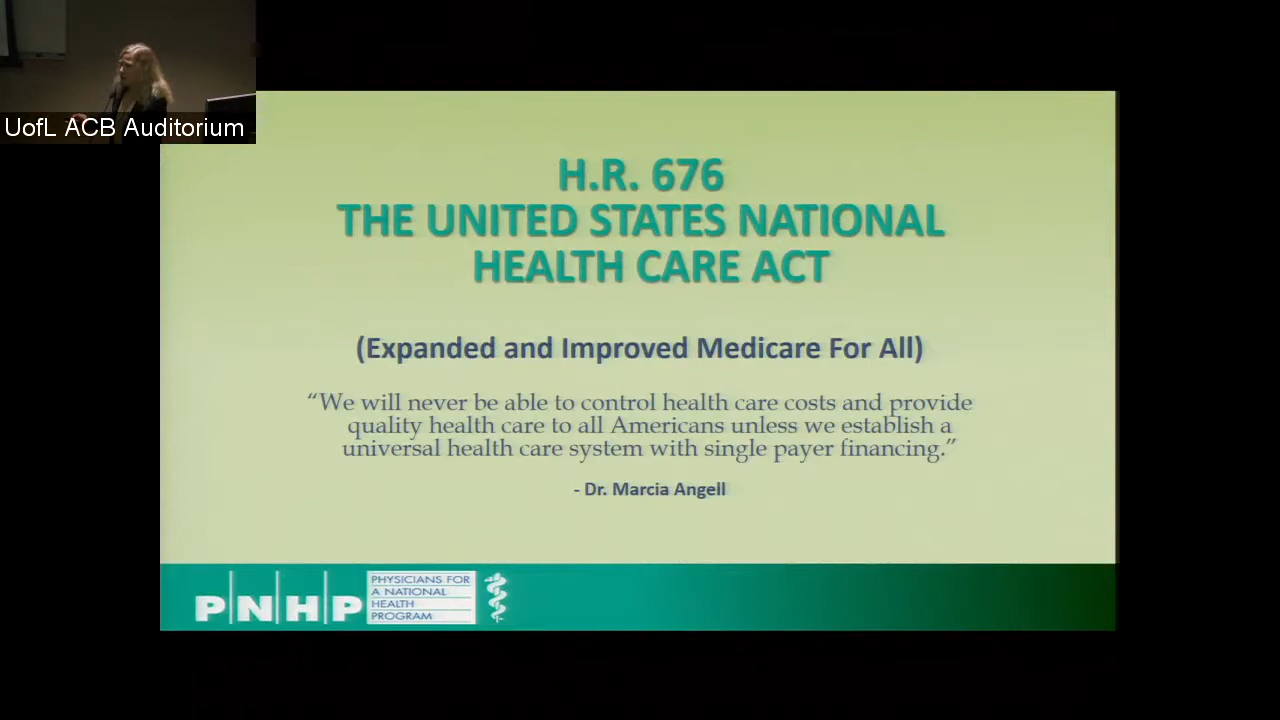 UofL ACB Auditorium
H.R. 676
THE UNITED STATES NATIONAL
HEALTH CARE ACT
(Expanded and Improved Medicare For All)
“We will never be able to control health care costs and provide
quality health care to all Americans unless we establish a
universal health care system with single payer financing.”
- Dr. Marcia Angell
PNHP
PHYSICIANS FOR
A NATIONAL
HEALTH
PROGRAM